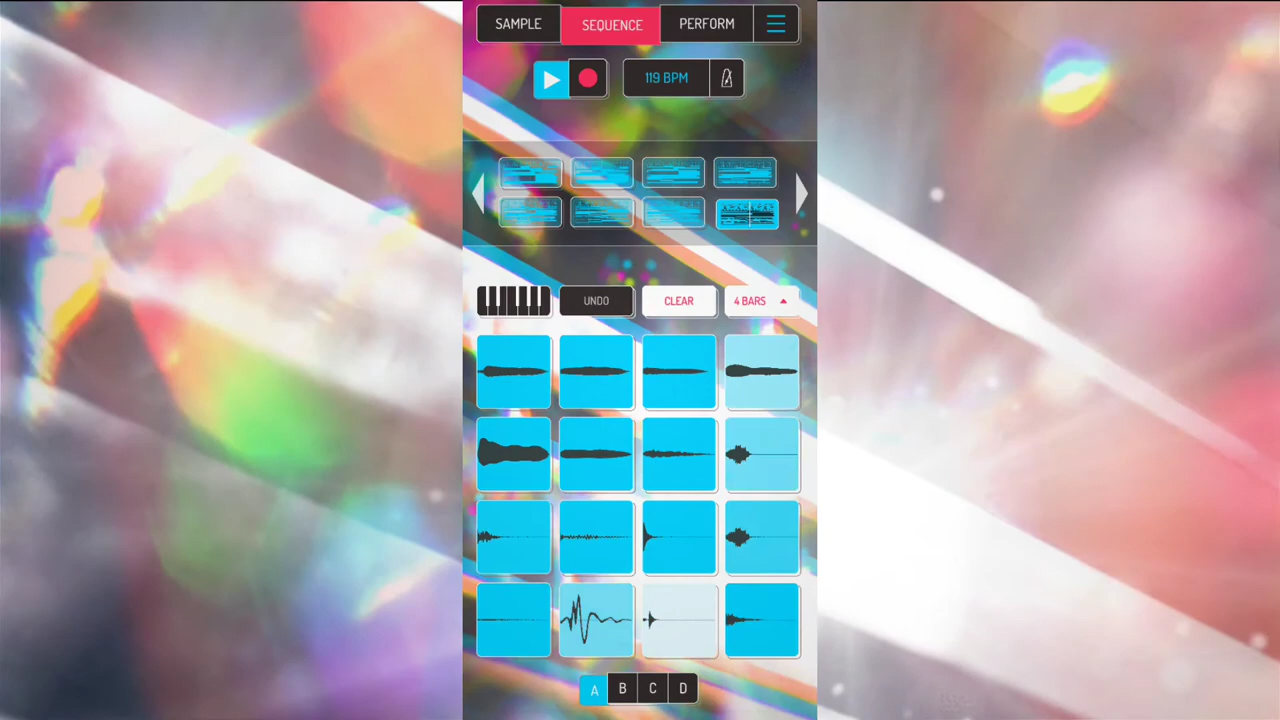 SAMPLE SEQUENCE PERFORM
119 BPM
UNDO CLEAR 4 BARS
A B C D